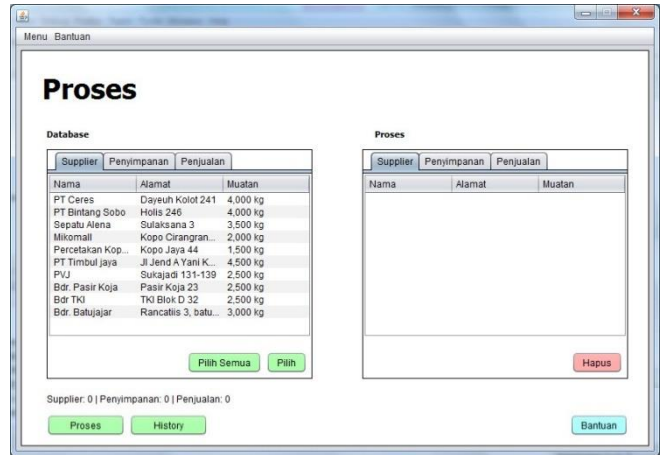 Menu Bantuan
Proses
Database
Supplier Penyimpanan Penjualan
Nama Alamat Muatan
PT Ceres Dayeuh Kolot 241 4,000 kg
PT Bintang Sobo Holis 246 4,000 kg
Sepatu Alena Sulaksana 3 3,500 kg
Mikomall Kopo Cirangran... 2,000 kg
Percetakan Kop... Kopo Jaya 44 1,500 kg
PT Timbul jaya Jl Jend A Yani K... 4,500 kg
PVJ Sukajadi 131-139 2,500 kg
Bdr. Pasir Koja Pasir Koja 23 2,500 kg
Bdr TKI TKI Blok D 32 2,500 kg
Bdr. Batujajar Rancatiis 3, batu... 3,000 kg
Pilih Semua Pilih
Proses
Supplier Penyimpanan Penjualan
Nama Alamat Muatan
Hapus
Supplier: 0 | Penyimpanan: 0 | Penjualan: 0
Proses History Bantuan